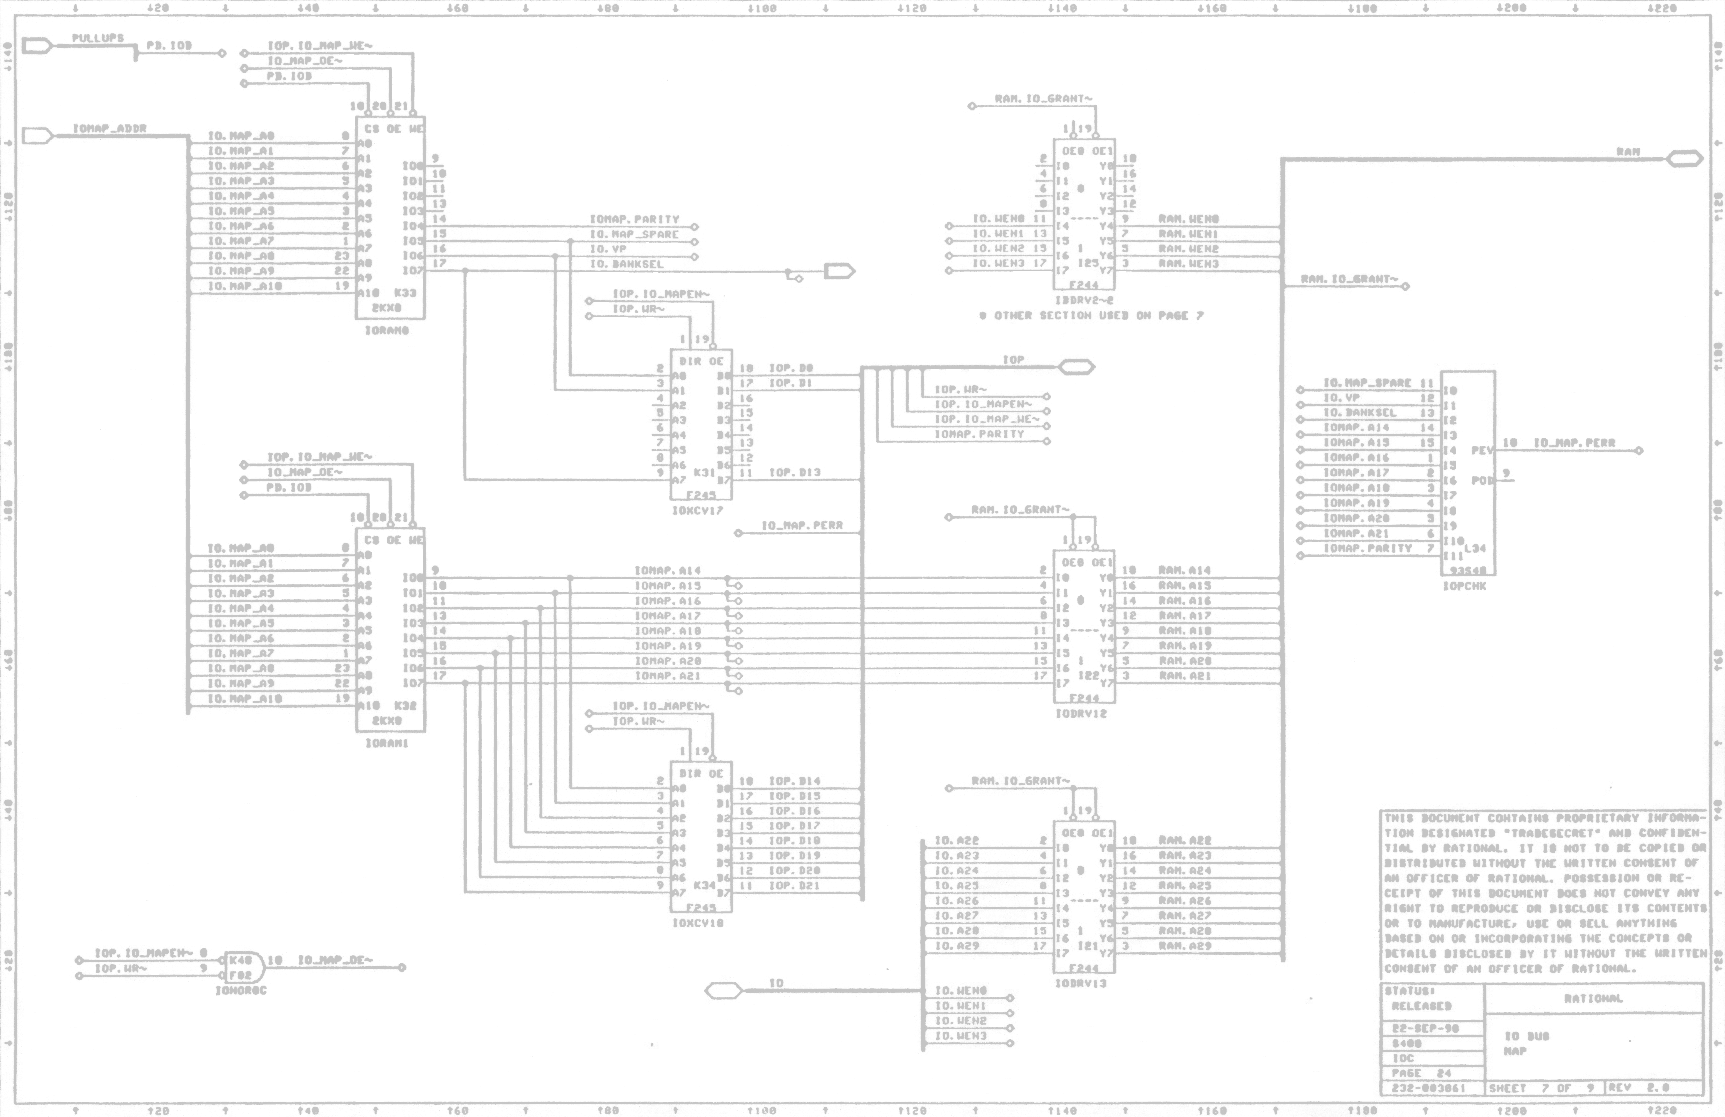 PULLUPS
PD.IOD
IOP.IO_MAP_WE~
IO_MAP_OE~
PD.IOD
IOMAP_ADDR
18 20 21
CS OE WE
IO.MAP_A0 8 A0
IO.MAP_A1 7 A1
IO.MAP_A2 6 A2
IO.MAP_A3 5 A3
IO.MAP_A4 4 A4
IO.MAP_A5 3 A5
IO.MAP_A6 2 A6
IO.MAP_A7 1 A7
IO.MAP_A8 23 A8
IO.MAP_A9 22 A9
IO.MAP_A10 19 A10
IO0 9
IO1 10
IO2 11
IO3 13
IO4 14 IOMAP.PARITY
IO5 15 IO.MAP_SPARE
IO6 16 IO.VP
IO7 17 IO.BANKSEL
K33
2KX8
IORAM0
IOP.IO_MAPEN~
IOP.WR~
1 19
DIR OE
2 A0 B0 18 IOP.D0
3 A1 B1 17 IOP.D1
4 A2 B2 16
5 A3 B3 15
6 A4 B4 14
7 A5 B5 13
8 A6 B6 12
9 A7 K31 B7 11 IOP.D13
F245
IOXCV17
IO_MAP.PERR
RAM.IO_GRANT~
1 19
OE0 OE1
2 I0 Y0 18
4 I1 Y1 16
6 I2 Y2 14
8 I3 Y3 12
IO.WEN0 11 I4 Y4 9 RAM.WEN0
IO.WEN1 13 I5 Y5 7 RAM.WEN1
IO.WEN2 15 I6 Y6 5 RAM.WEN2
IO.WEN3 17 I7 Y7 3 RAM.WEN3
I25
F244
IDDRV2~2
@ OTHER SECTION USED ON PAGE 7
RAM
RAM.IO_GRANT~
IOP
IOP.WR~
IOP.IO_MAPEN~
IOP.IO_MAP_WE~
IOMAP.PARITY
IO.MAP_SPARE 11 I0
IO.VP 12 I1
IO.BANKSEL 13 I2
IOMAP.A14 14 I3
IOMAP.A15 15 I4
IOMAP.A16 1 I5
IOMAP.A17 2 I6
IOMAP.A18 3 I7
IOMAP.A19 4 I8
IOMAP.A20 5 I9
IOMAP.A21 6 I10
IOMAP.PARITY 7 I11
PEV 10 IO_MAP.PERR
POD 9
L34
93S48
IOPCHK
IOP.IO_MAP_WE~
IO_MAP_OE~
PD.IOD
18 20 21
CS OE WE
IO.MAP_A0 8 A0
IO.MAP_A1 7 A1
IO.MAP_A2 6 A2
IO.MAP_A3 5 A3
IO.MAP_A4 4 A4
IO.MAP_A5 3 A5
IO.MAP_A6 2 A6
IO.MAP_A7 1 A7
IO.MAP_A8 23 A8
IO.MAP_A9 22 A9
IO.MAP_A10 19 A10
IO0 9 IOMAP.A14
IO1 10 IOMAP.A15
IO2 11 IOMAP.A16
IO3 13 IOMAP.A17
IO4 14 IOMAP.A18
IO5 15 IOMAP.A19
IO6 16 IOMAP.A20
IO7 17 IOMAP.A21
K32
2KX8
IORAM1
RAM.IO_GRANT~
1 19
OE0 OE1
2 I0 Y0 18 RAM.A14
4 I1 Y1 16 RAM.A15
6 I2 Y2 14 RAM.A16
8 I3 Y3 12 RAM.A17
11 I4 Y4 9 RAM.A18
13 I5 Y5 7 RAM.A19
15 I6 Y6 5 RAM.A20
17 I7 Y7 3 RAM.A21
I22
F244
IODRV12
IOP.IO_MAPEN~
IOP.WR~
1 19
DIR OE
2 A0 B0 18 IOP.D14
3 A1 B1 17 IOP.D15
4 A2 B2 16 IOP.D16
5 A3 B3 15 IOP.D17
6 A4 B4 14 IOP.D18
7 A5 B5 13 IOP.D19
8 A6 B6 12 IOP.D20
9 A7 K34 B7 11 IOP.D21
F245
IOXCV18
RAM.IO_GRANT~
1 19
OE0 OE1
IO.A22 2 I0 Y0 18 RAM.A22
IO.A23 4 I1 Y1 16 RAM.A23
IO.A24 6 I2 Y2 14 RAM.A24
IO.A25 8 I3 Y3 12 RAM.A25
IO.A26 11 I4 Y4 9 RAM.A26
IO.A27 13 I5 Y5 7 RAM.A27
IO.A28 15 I6 Y6 5 RAM.A28
IO.A29 17 I7 Y7 3 RAM.A29
I21
F244
IODRV13
IOP.IO_MAPEN~ 8
IOP.WR~ 9
K40
F02
10 IO_MAP_OE~
IONOR0C
IO
IO.WEN0
IO.WEN1
IO.WEN2
IO.WEN3
THIS DOCUMENT CONTAINS PROPRIETARY INFORMA-
TION DESIGNATED "TRADESECRET" AND CONFIDEN-
TIAL BY RATIONAL. IT IS NOT TO BE COPIED OR
DISTRIBUTED WITHOUT THE WRITTEN CONSENT OF
AN OFFICER OF RATIONAL. POSSESSION OR RE-
CEIPT OF THIS DOCUMENT DOES NOT CONVEY ANY
RIGHT TO REPRODUCE OR DISCLOSE ITS CONTENTS
OR TO MANUFACTURE, USE OR SELL ANYTHING
BASED ON OR INCORPORATING THE CONCEPTS OR
DETAILS DISCLOSED BY IT WITHOUT THE WRITTEN
CONSENT OF AN OFFICER OF RATIONAL.
STATUS:
RELEASED
RATIONAL
22-SEP-90
S400
IOC
PAGE 24
232-003061
IO BUS
MAP
SHEET 7 OF 9
REV 2.0